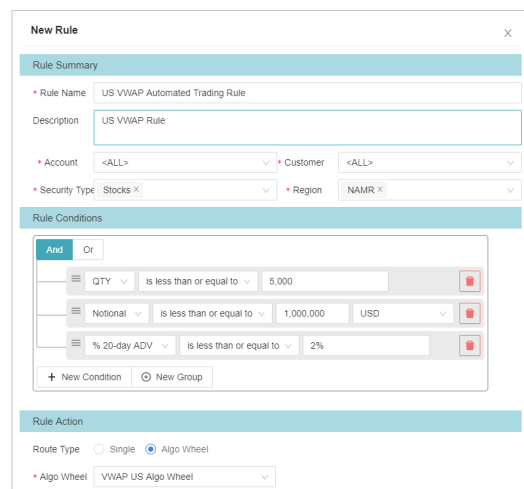 New Rule
Rule Summary
* Rule Name US VWAP Automated Trading Rule
Description US VWAP Rule
* Account <ALL> * Customer <ALL>
* Security Type Stocks × * Region NAMR ×
Rule Conditions
And Or
QTY is less than or equal to 5,000
Notional is less than or equal to 1,000,000 USD
% 20-day ADV is less than or equal to 2%
+ New Condition New Group
Rule Action
Route Type Single Algo Wheel
* Algo Wheel VWAP US Algo Wheel